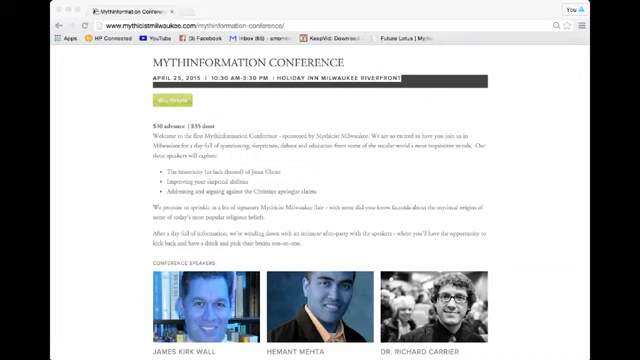 Mythinformation Conferenc
You
www.mythicistmilwaukee.com/mythinformation-conference/
Apps
HP Connected
YouTube
(3) Facebook
KeepVid: Download
Future Lotus | Myth
MYTHINFORMATION CONFERENCE
APRIL 25, 2015 | 10:30 AM-3:30 PM | HOLIDAY INN MILWAUKEE RIVERFRONT
Buy Tickets
$30 advance | $35 door
Welcome to the first Mythinformation Conference - sponsored by Mythicist Milwaukee. We are so excited to have you join us in
Milwaukee for a day full of questioning, skepticism, debate and education from some of the secular world's most inquisitive minds. Our
three speakers will explore:
• The historicity (or lack thereof) of Jesus Christ
• Improving your skeptical abilities
• Addressing and arguing against the Christian apologist claims
We promise to sprinkle in a lot of signature Mythicist Milwaukee flair - with some did-you-know factoids about the mythical origins of
some of today's most popular religious beliefs.
After a day full of information, we're winding down with an intimate after-party with the speakers - where you'll have the opportunity to
kick back and have a drink and pick their brains one-on-one.
CONFERENCE SPEAKERS
JAMES KIRK WALL
HEMANT MEHTA
DR. RICHARD CARRIER